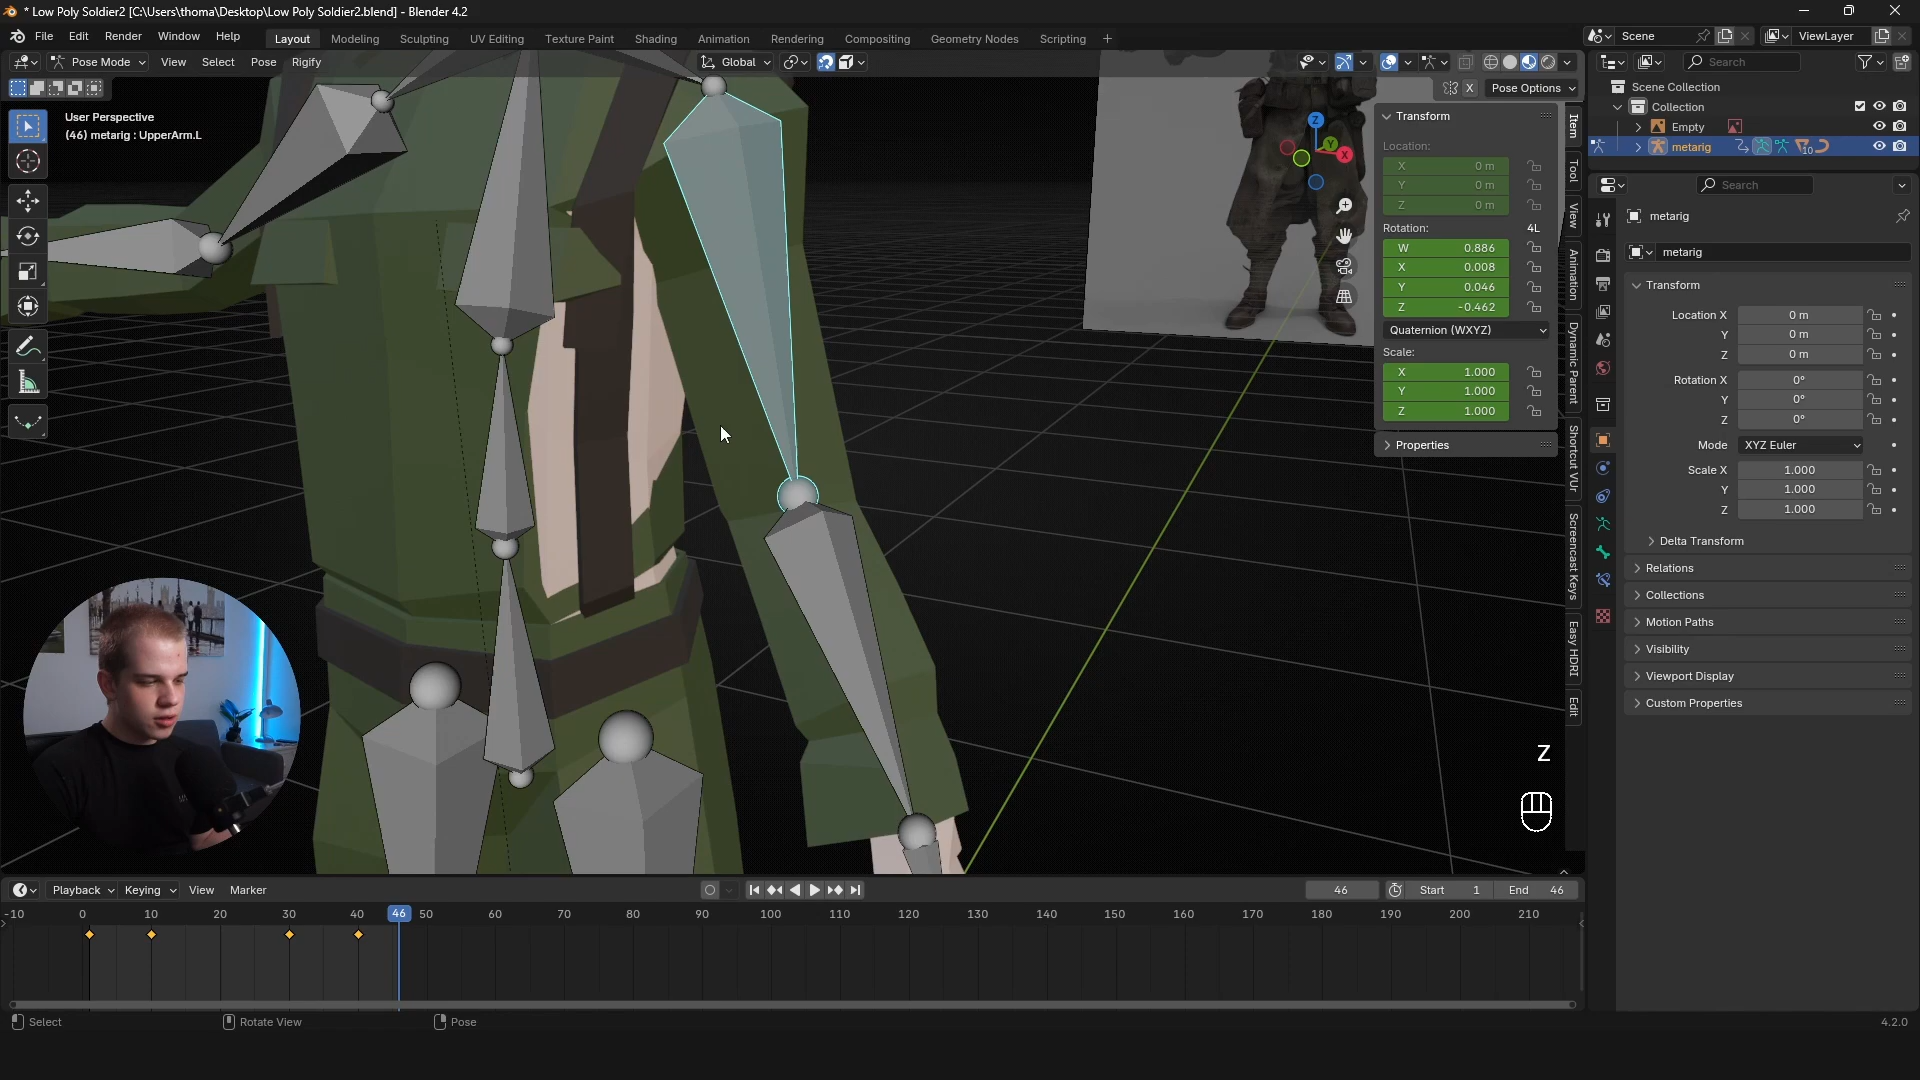 * Low Poly Soldier2 [C:\Users\thoma\Desktop\Low Poly Soldier2.blend] - Blender 4.2
File Edit Render Window Help Layout Modeling Sculpting UV Editing Texture Paint Shading Animation Rendering Compositing Geometry Nodes Scripting +
Scene ViewLayer
Pose Mode View Select Pose Rigify Global
Search
X Pose Options
Scene Collection
Collection
Empty
metarig 10
User Perspective
(46) metarig : UpperArm.L
Z
Y
X
Transform
Location:
X 0 m
Y 0 m
Z 0 m
Rotation: 4L
W 0.886
X 0.008
Y 0.046
Z -0.462
Quaternion (WXYZ)
Scale:
X 1.000
Y 1.000
Z 1.000
Properties
Item
Tool
View
Animation
Dynamic Parent
Shortcut VUr
Screencast Keys
Easy HDRI
Edit
Search
metarig
metarig
Transform
Location X 0 m
Y 0 m
Z 0 m
Rotation X 0°
Y 0°
Z 0°
Mode XYZ Euler
Scale X 1.000
Y 1.000
Z 1.000
Delta Transform
Relations
Collections
Motion Paths
Visibility
Viewport Display
Custom Properties
Z
Playback Keying View Marker 46 Start 1 End 46
-10 0 10 20 30 40 46 50 60 70 80 90 100 110 120 130 140 150 160 170 180 190 200 210
Select Rotate View Pose 4.2.0